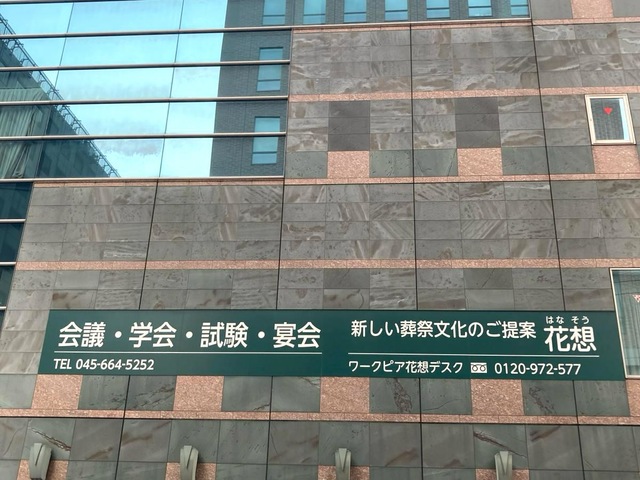 会議・学会・試験・宴会
TEL 045-664-5252
新しい葬祭文化のご提案
はな そう
花想
ワークピア花想デスク 0120-972-577